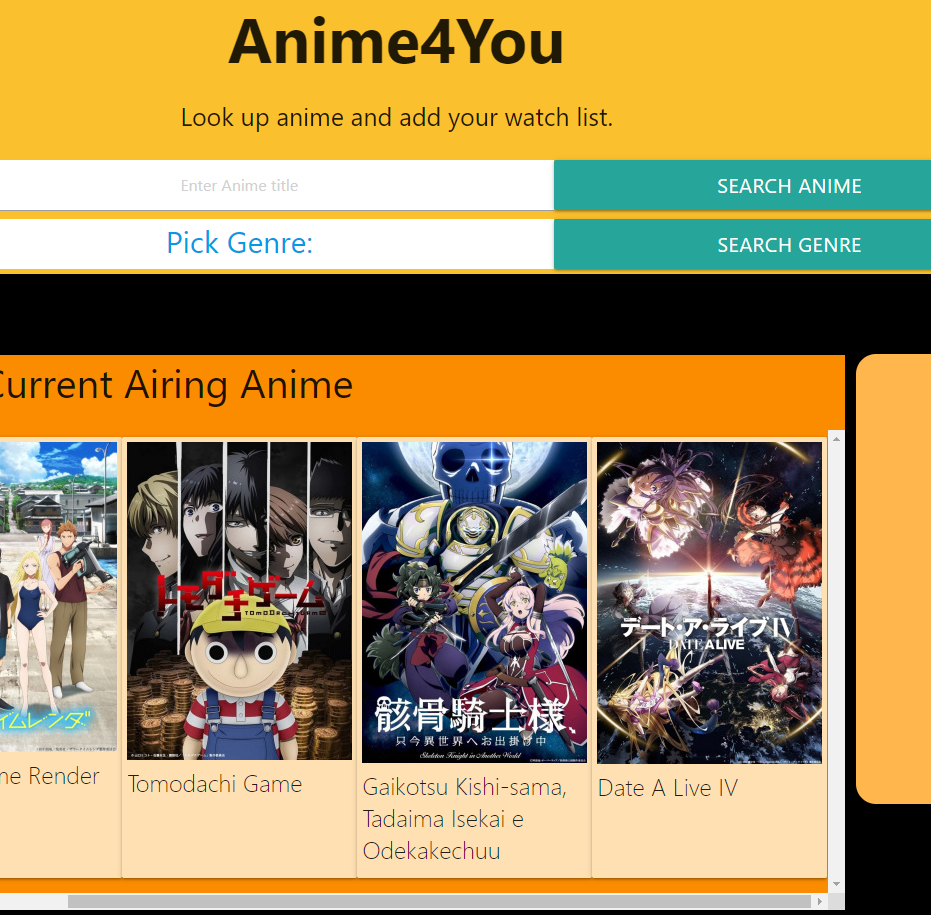 Anime4You
Look up anime and add your watch list.
Enter Anime title
SEARCH ANIME
Pick Genre:
SEARCH GENRE
Current Airing Anime
イムレンダ"
トモダチゲーム
TOMODACHIGAME
骸骨騎士様、
只今異世界へお出掛け中
Skeleton Knight in Another World
デート・ア・ライブIV
DATE A LIVE
me Render
Tomodachi Game
Gaikotsu Kishi-sama,
Tadaima Isekai e
Odekakechuu
Date A Live IV